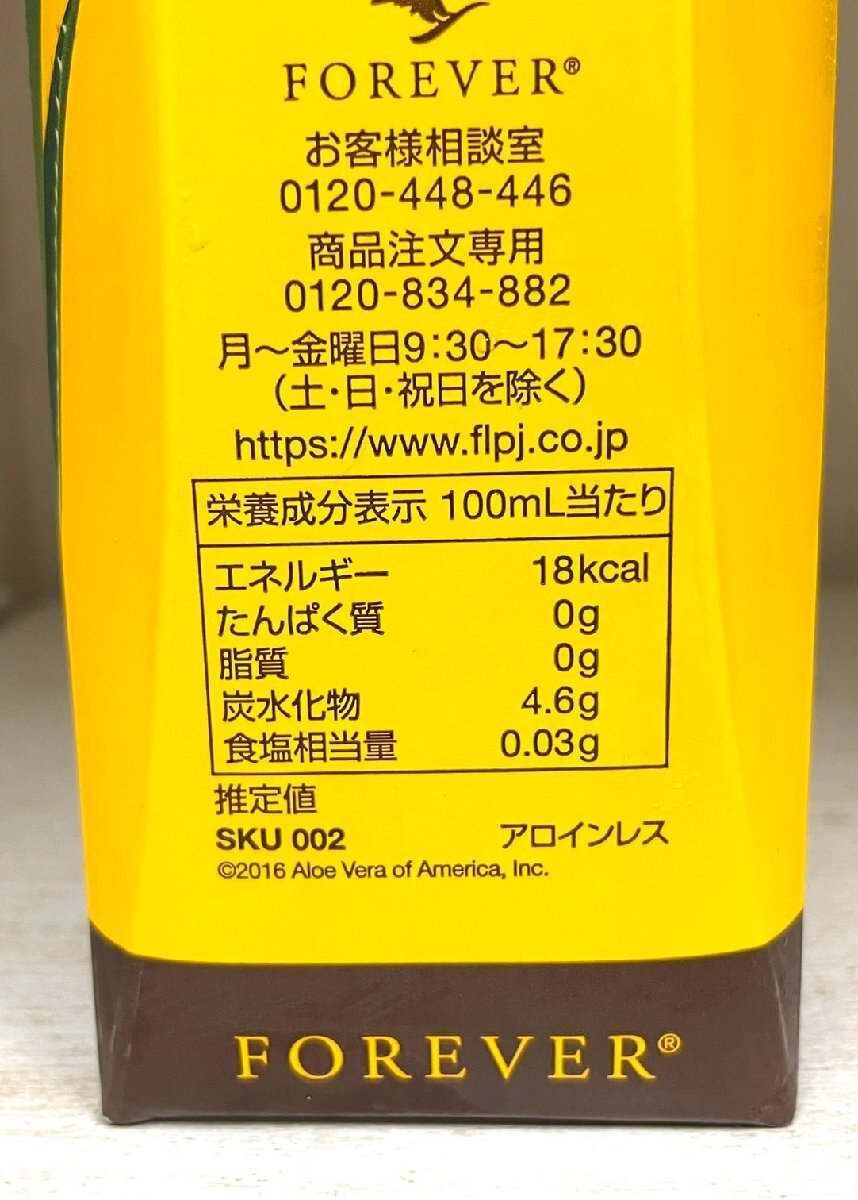 FOREVER®
お客様相談室
0120-448-446
商品注文専用
0120-834-882
月～金曜日9:30～17:30
(土・日・祝日を除く)
https://www.flpj.co.jp
栄養成分表示 100mL当たり
エネルギー 18kcal
たんぱく質 0g
脂質 0g
炭水化物 4.6g
食塩相当量 0.03g
推定値
SKU 002 アロインレス
©2016 Aloe Vera of America, Inc.
FOREVER®